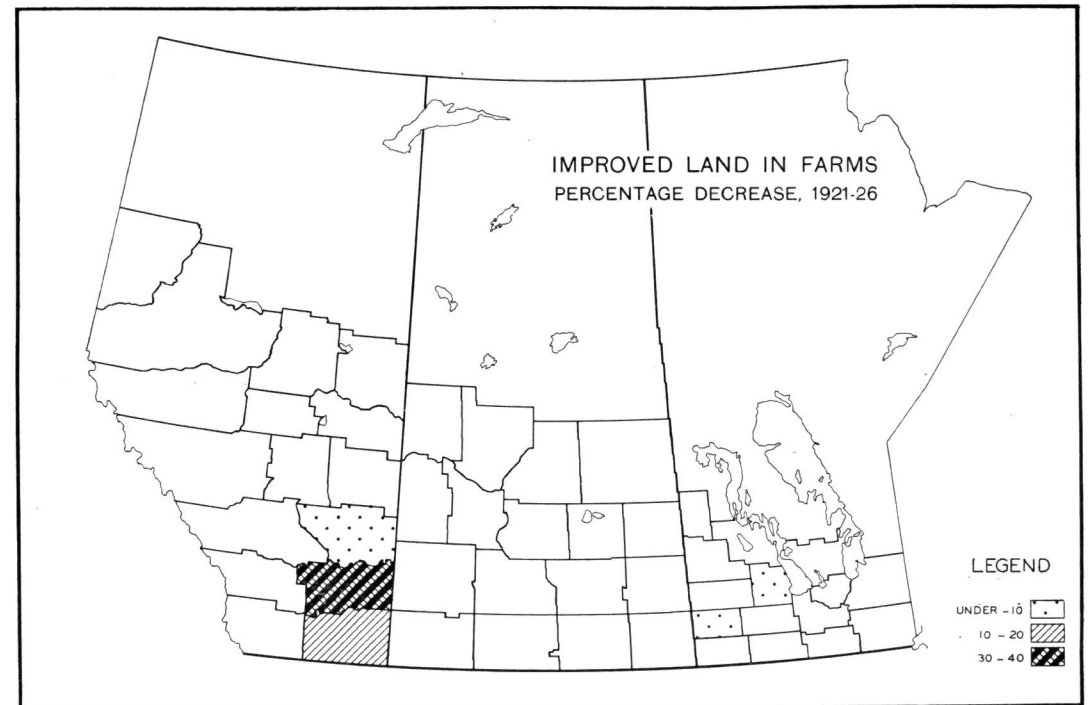 IMPROVED LAND IN FARMS
PERCENTAGE DECREASE, 1921-26
LEGEND
UNDER -10
10 - 20
30 - 40